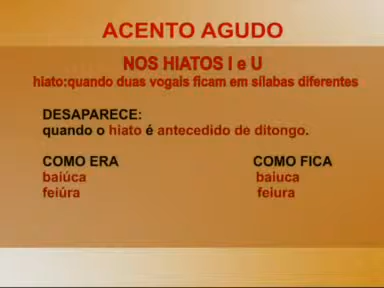 ACENTO AGUDO
NOS HIATOS I e U
hiato:quando duas vogais ficam em sílabas diferentes
DESAPARECE:
quando o hiato é antecedido de ditongo.
COMO ERA COMO FICA
baiúca baiuca
feiúra feiura